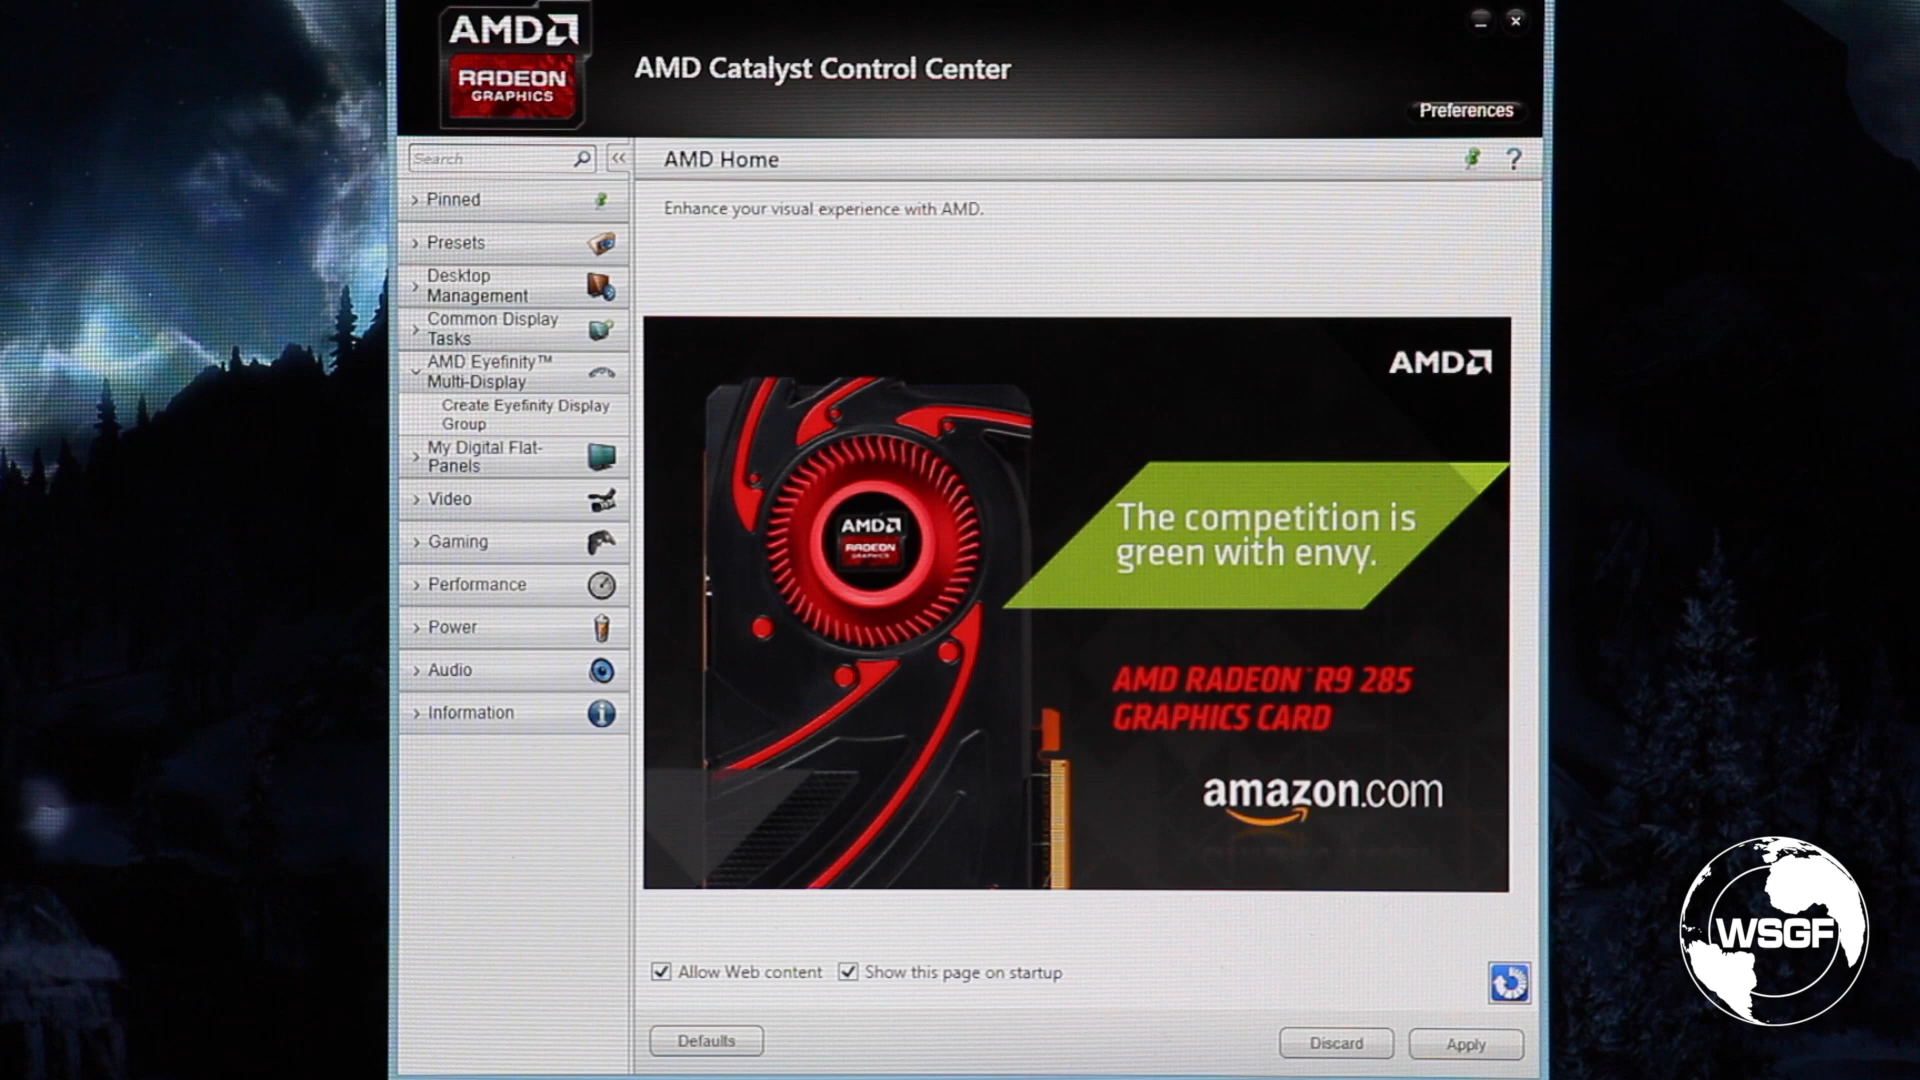 AMD
RADEON
GRAPHICS
AMD Catalyst Control Center
Preferences
Search
AMD Home
?
Enhance your visual experience with AMD.
Pinned
Presets
Desktop
Management
Common Display
Tasks
AMD Eyefinity™
Multi-Display
Create Eyefinity Display
Group
My Digital Flat-
Panels
Video
Gaming
Performance
Power
Audio
Information
AMD
The competition is
green with envy.
AMD
RADEON
GRAPHICS
AMD RADEON™ R9 285
GRAPHICS CARD
amazon.com
WSGF
Allow Web content
Show this page on startup
Defaults
Discard
Apply